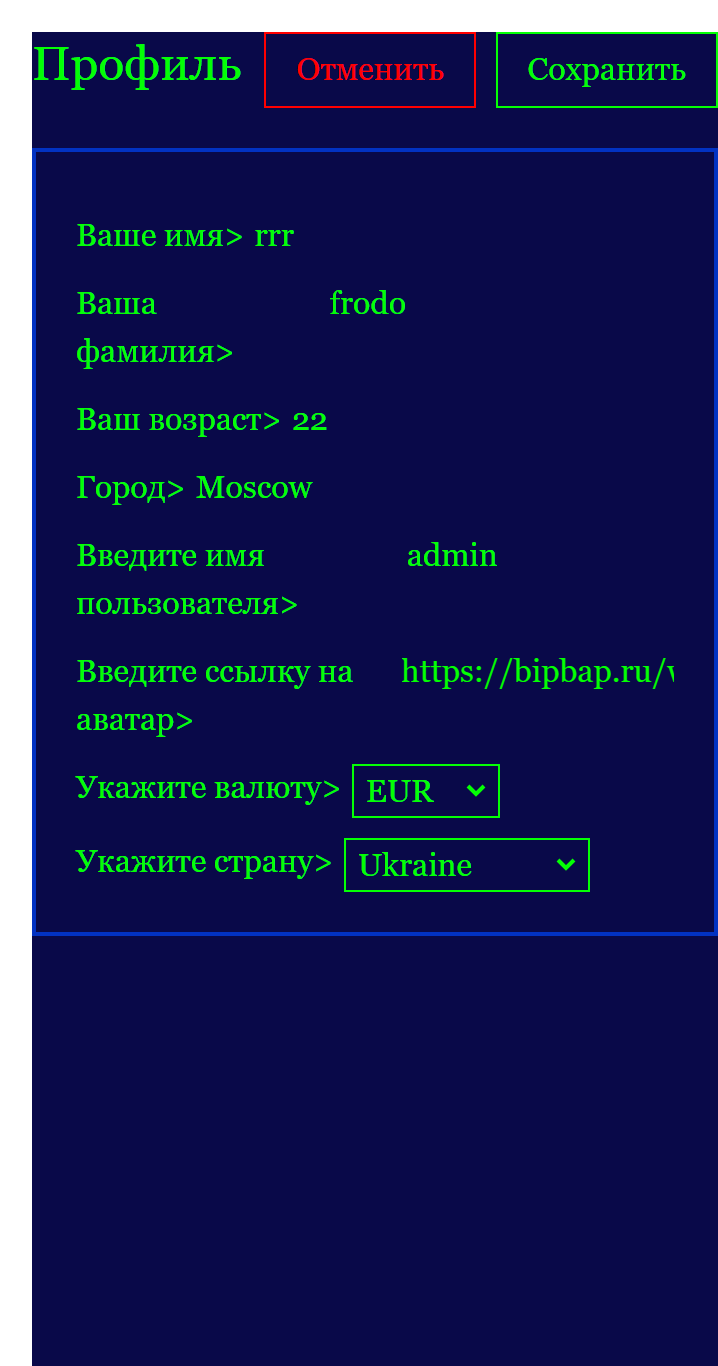 Профиль Отменить Сохранить
Ваше имя> rrr
Ваша frodo
фамилия>
Ваш возраст> 22
Город> Moscow
Введите имя admin
пользователя>
Введите ссылку на https://bipbap.ru/
аватар>
Укажите валюту> EUR
Укажите страну> Ukraine